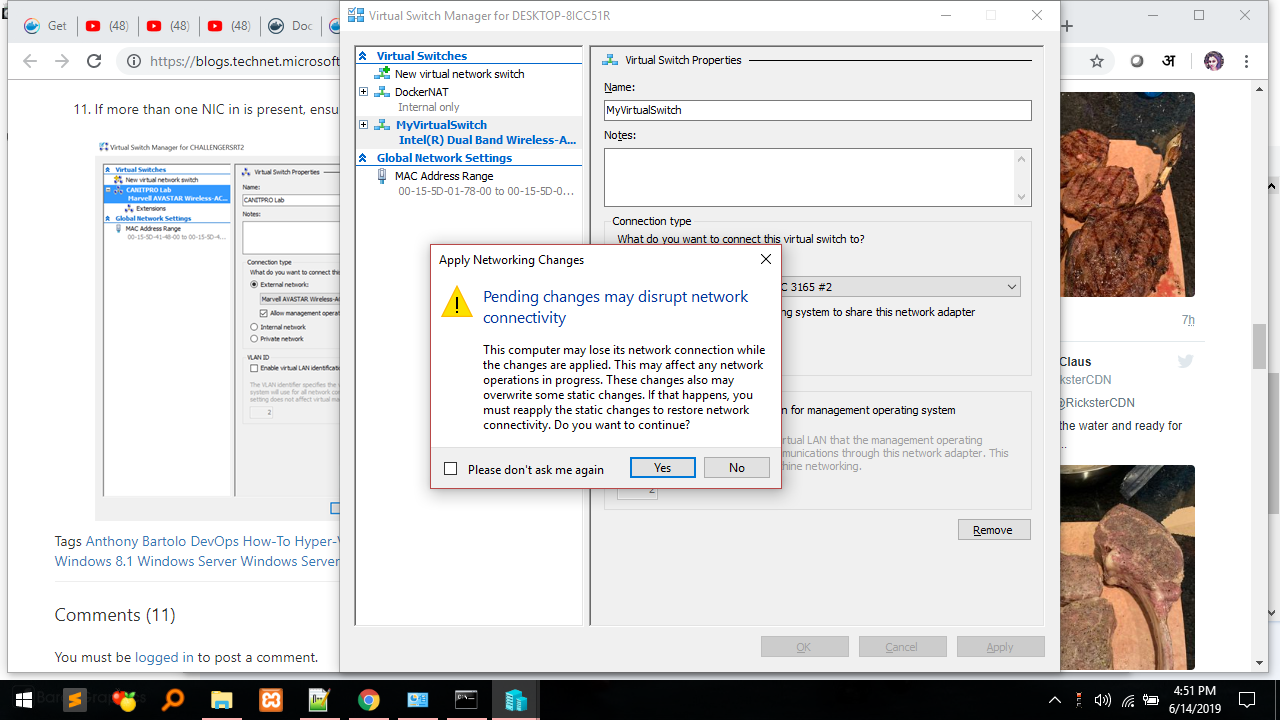 Get
(48)
(48)
(48)
Doc
https://blogs.technet.microsoft
अ
11. If more than one NIC in is present, ensu
Virtual Switch Manager for CHALLENGERSRT2
Virtual Switches
New virtual network switch
CANITPRO Lab
Marvell AVASTAR Wireless-AC...
Extensions
Global Network Settings
MAC Address Range
00-15-5D-41-48-00 to 00-15-5D-4...
Virtual Switch Properties
Name:
CANITPRO Lab
Notes:
Connection type
What do you want to connect this
External network:
Marvell AVASTAR Wireless-A
Allow management operat
Internal network
Private network
VLAN ID
Enable virtual LAN identificati
The VLAN identifier specifies the
system will use for all network co
setting does not affect virtual ma
2
Tags Anthony Bartolo DevOps How-To Hyper-V
Windows 8.1 Windows Server Windows Server
Comments (11)
You must be logged in to post a comment.
Virtual Switch Manager for DESKTOP-8ICC51R
Virtual Switches
New virtual network switch
DockerNAT
Internal only
MyVirtualSwitch
Intel(R) Dual Band Wireless-A...
Global Network Settings
MAC Address Range
00-15-5D-01-78-00 to 00-15-5D-0...
Virtual Switch Properties
Name:
MyVirtualSwitch
Notes:
Connection type
What do you want to connect this virtual switch to?
C 3165 #2
ng system to share this network adapter
n for management operating system
rtual LAN that the management operating
mmunications through this network adapter. This
hine networking.
2
Remove
OK
Cancel
Apply
Apply Networking Changes
Pending changes may disrupt network
connectivity
This computer may lose its network connection while
the changes are applied. This may affect any network
operations in progress. These changes also may
overwrite some static changes. If that happens, you
must reapply the static changes to restore network
connectivity. Do you want to continue?
Please don't ask me again
Yes
No
7h
Claus
ksterCDN
@RicksterCDN
the water and ready for
..
4:51 PM
6/14/2019